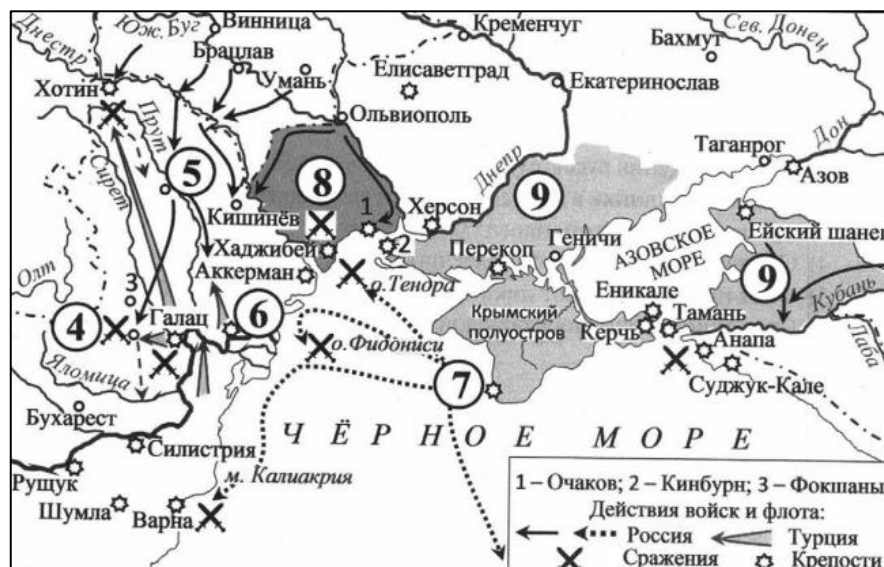 Винница
Кременчуг
Сев. Донец
Днестр
Юж. Буг
Брацлав
Бахмут
Умань
Елисаветград
Хотин
Екатеринослав
Ольвиополь
Прут
Таганрог
Дон
Сирет
5
Днепр
8
9
Азов
Кишинёв
1
Херсон
Ейский шанец
Хаджибей
2
Перекоп
Геничи
АЗОВСКОЕ
МОРЕ
Аккерман
о.Тенора
9
Олт
3
Еникале
Кубань
4
Галац
6
Крымский
полуостров
Керчь
Тамань
Лаба
о. Фидониси
Анапа
Яломица
7
Суджук-Кале
Бухарест
ЧЁРНОЕ МОРЕ
Силистрия
м. Калиакрия
Рущук
Шумла
Варна
1 – Очаков; 2 – Кинбурн; 3 – Фокшаны
Действия войск и флота:
Россия
Турция
Сражения
Крепости